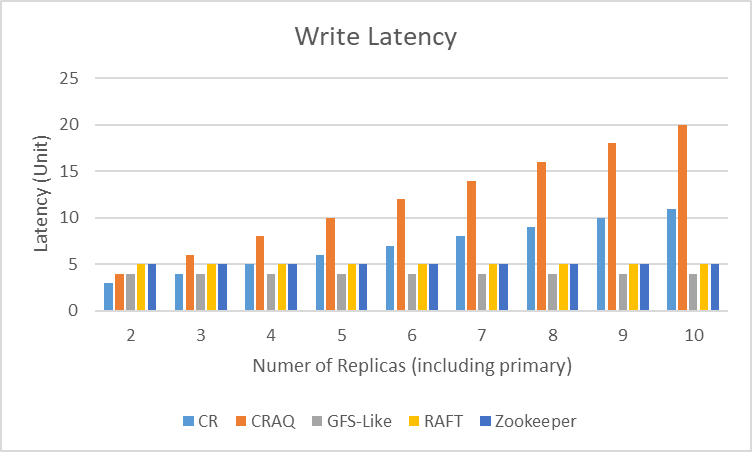 Write Latency
25
20
15
10
5
0
Latency (Unit)
2 3 4 5 6 7 8 9 10
Numer of Replicas (including primary)
CR CRAQ GFS-Like RAFT Zookeeper